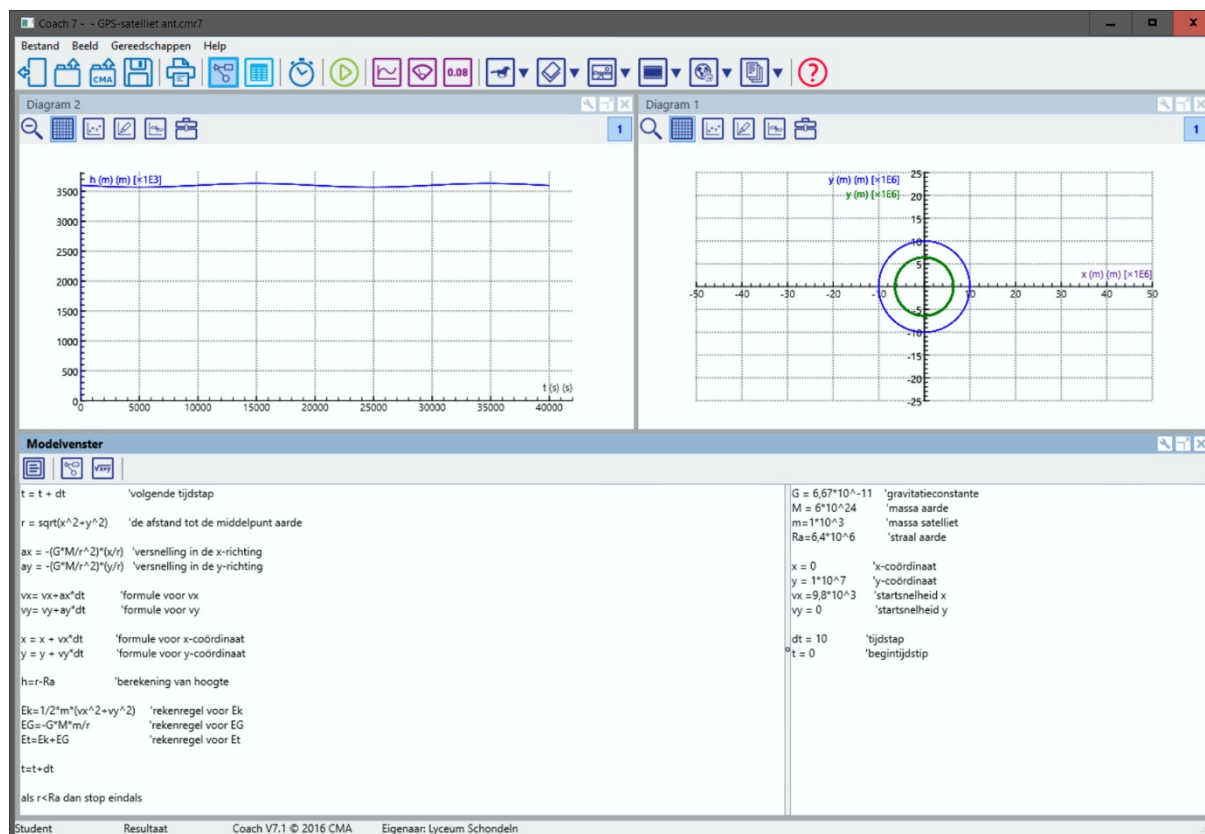 Coach 7 - - GPS-satelliet ant.cmr7
Bestand Beeld Gereedschappen Help
CMA
0.08
Diagram 2
1
h (m) (m) [×1E3]
3500
3000
2500
2000
1500
1000
500
0
t (s) (s)
0 5000 10000 15000 20000 25000 30000 35000 40000
Diagram 1
1
y (m) (m) [×1E6]
y (m) [×1E6]
25
20
15
10
5
x (m) (m) [×1E6]
-50 -40 -30 -20 -10 0 10 20 30 40 50
-5
-10
-15
-20
-25
Modelvenster
√x+y
t = t + dt 'volgende tijdstap
r = sqrt(x^2+y^2) 'de afstand tot de middelpunt aarde
ax = -(G*M/r^2)*(x/r) 'versnelling in de x-richting
ay = -(G*M/r^2)*(y/r) 'versnelling in de y-richting
vx= vx+ax*dt 'formule voor vx
vy= vy+ay*dt 'formule voor vy
x = x + vx*dt 'formule voor x-coördinaat
y = y + vy*dt 'formule voor y-coördinaat
h=r-Ra 'berekening van hoogte
Ek=1/2*m*(vx^2+vy^2) 'rekenregel voor Ek
EG=-G*M*m/r 'rekenregel voor EG
Et=Ek+EG 'rekenregel voor Et
t=t+dt
als r<Ra dan stop eindals
G = 6,67*10^-11 'gravitatieconstante
M = 6*10^24 'massa aarde
m=1*10^3 'massa satelliet
Ra=6,4*10^6 'straal aarde
x = 0 'x-coördinaat
y = 1*10^7 'y-coördinaat
vx =9,8*10^3 'startsnelheid x
vy = 0 'startsnelheid y
dt = 10 'tijdstap
t = 0 'begintijdstip
Student Resultaat Coach V7.1 © 2016 CMA Eigenaar: Lyceum Schondeln